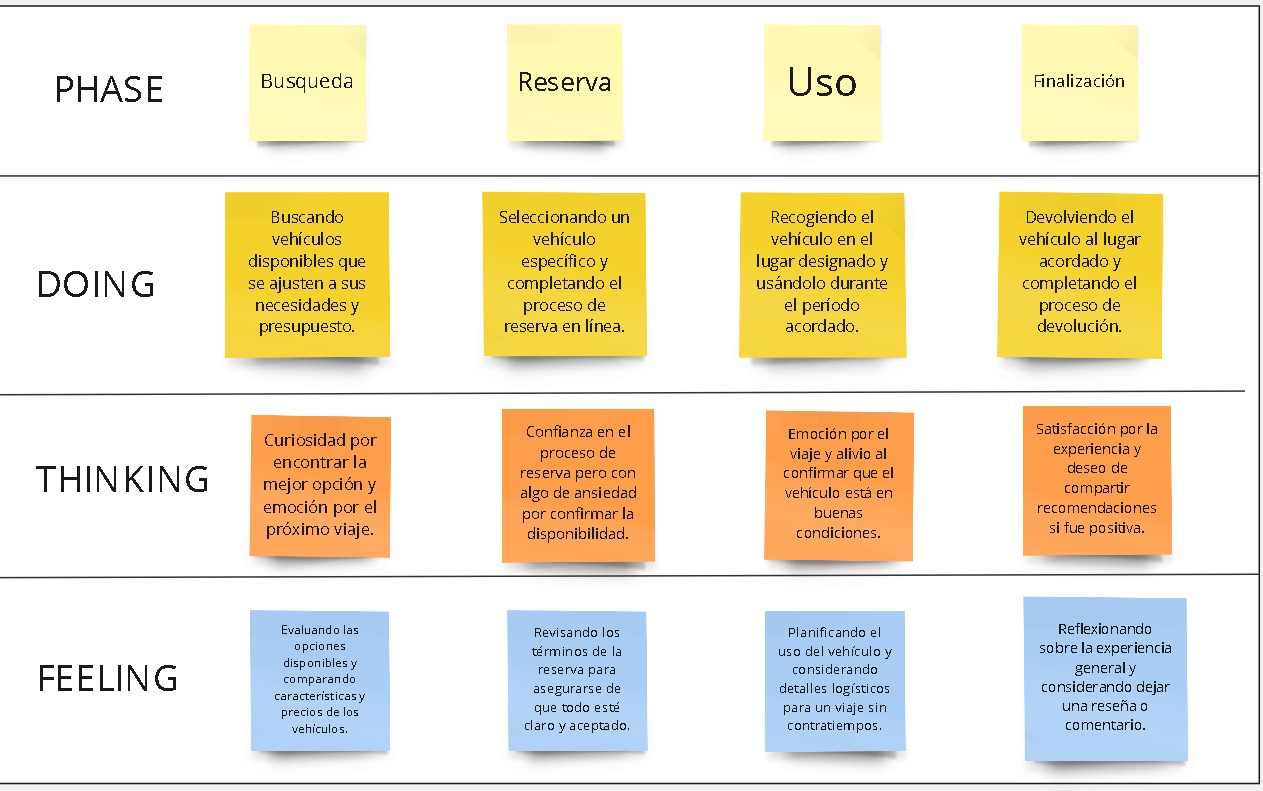 PHASE
Busqueda
Reserva
Uso
Finalización
DOING
Buscando
vehículos
disponibles que
se ajusten a sus
necesidades y
presupuesto.
Seleccionando un
vehículo
específico y
completando el
proceso de
reserva en línea.
Recogiendo el
vehículo en el
lugar designado y
usándolo durante
el período
acordado.
Devolviendo el
vehículo al lugar
acordado y
completando el
proceso de
devolución.
THINKING
Curiosidad por
encontrar la
mejor opción y
emoción por el
próximo viaje.
Confianza en el
proceso de
reserva pero con
algo de ansiedad
por confirmar la
disponibilidad.
Emoción por el
viaje y alivio al
confirmar que el
vehículo está en
buenas
condiciones.
Satisfacción por la
experiencia y
deseo de
compartir
recomendaciones
si fue positiva.
FEELING
Evaluando las
opciones
disponibles y
comparando
características y
precios de los
vehículos.
Revisando los
términos de la
reserva para
asegurarse de
que todo esté
claro y aceptado.
Planificando el
uso del vehículo y
considerando
detalles logísticos
para un viaje sin
contratiempos.
Reflexionando
sobre la experiencia
general y
considerando dejar
una reseña o
comentario.